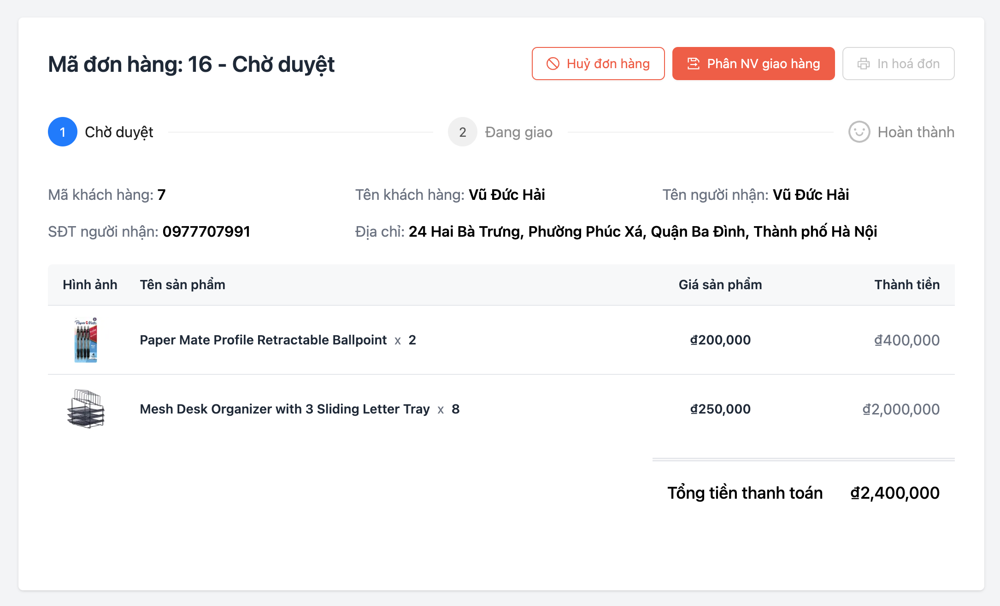 Mã đơn hàng: 16 - Chờ duyệt
Huỷ đơn hàng
Phân NV giao hàng
In hoá đơn
1 Chờ duyệt
2 Đang giao
Hoàn thành
Mã khách hàng: 7
Tên khách hàng: Vũ Đức Hải
Tên người nhận: Vũ Đức Hải
SĐT người nhận: 0977707991
Địa chỉ: 24 Hai Bà Trưng, Phường Phúc Xá, Quận Ba Đình, Thành phố Hà Nội
Hình ảnh Tên sản phẩm Giá sản phẩm Thành tiền
Paper Mate
Paper Mate Profile Retractable Ballpoint x 2 ₫200,000 ₫400,000
Mesh Desk Organizer with 3 Sliding Letter Tray x 8 ₫250,000 ₫2,000,000
Tổng tiền thanh toán ₫2,400,000